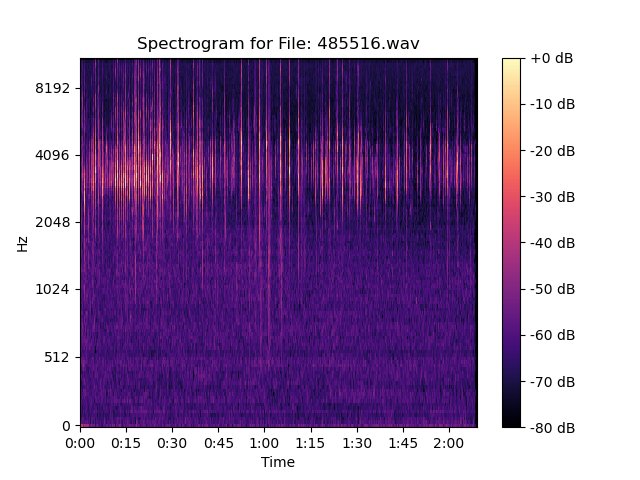 Spectrogram for File: 485516.wav
Hz
8192
4096
2048
1024
512
0
0:00 0:15 0:30 0:45 1:00 1:15 1:30 1:45 2:00
Time
+0 dB
-10 dB
-20 dB
-30 dB
-40 dB
-50 dB
-60 dB
-70 dB
-80 dB